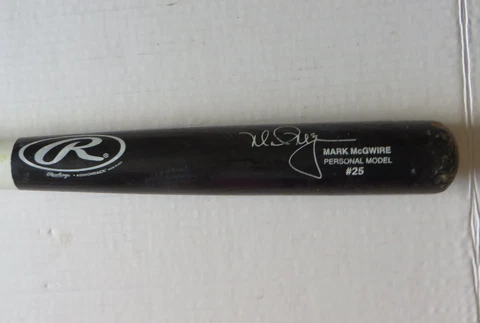 R
Rawlings
MARK McGWIRE
PERSONAL MODEL
#25